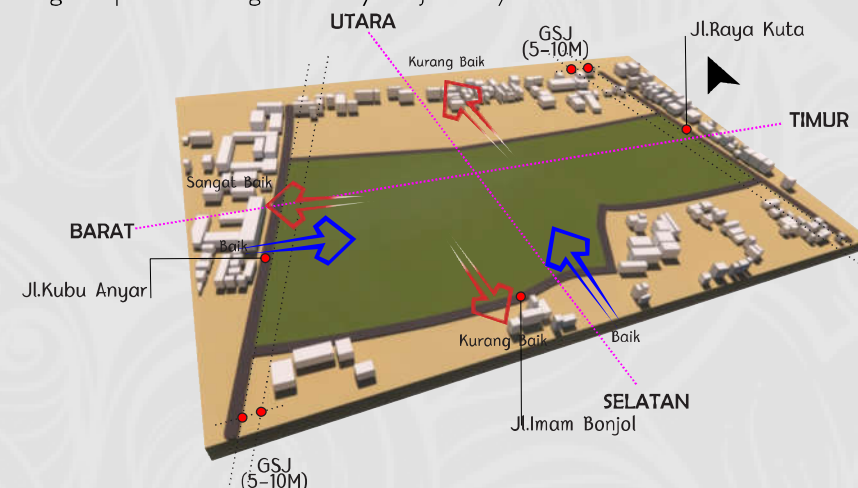 UTARA
GSJ
(5-10M)
Jl.Raya Kuta
Kurang Baik
TIMUR
Sangat Baik
BARAT
Baik
Jl.Kubu Anyar
Kurang Baik
Baik
SELATAN
Jl.Imam Bonjol
GSJ
(5-10M)